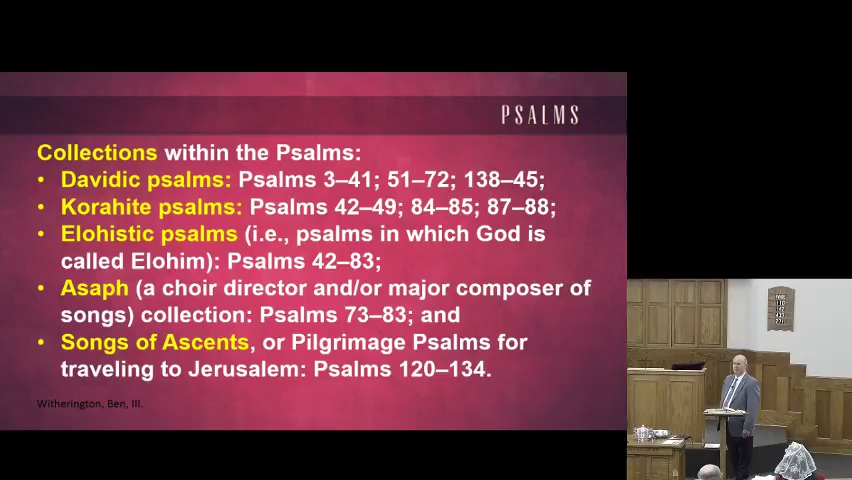 PSALMS
Collections within the Psalms:
• Davidic psalms: Psalms 3–41; 51–72; 138–45;
• Korahite psalms: Psalms 42–49; 84–85; 87–88;
• Elohistic psalms (i.e., psalms in which God is
called Elohim): Psalms 42–83;
• Asaph (a choir director and/or major composer of
songs) collection: Psalms 73–83; and
• Songs of Ascents, or Pilgrimage Psalms for
traveling to Jerusalem: Psalms 120–134.
Witherington, Ben, III.